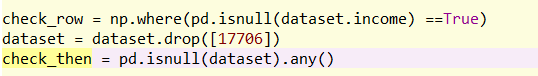 check_row = np.where(pd.isnull(dataset.income) ==True)
dataset = dataset.drop([17706])
check_then = pd.isnull(dataset).any()